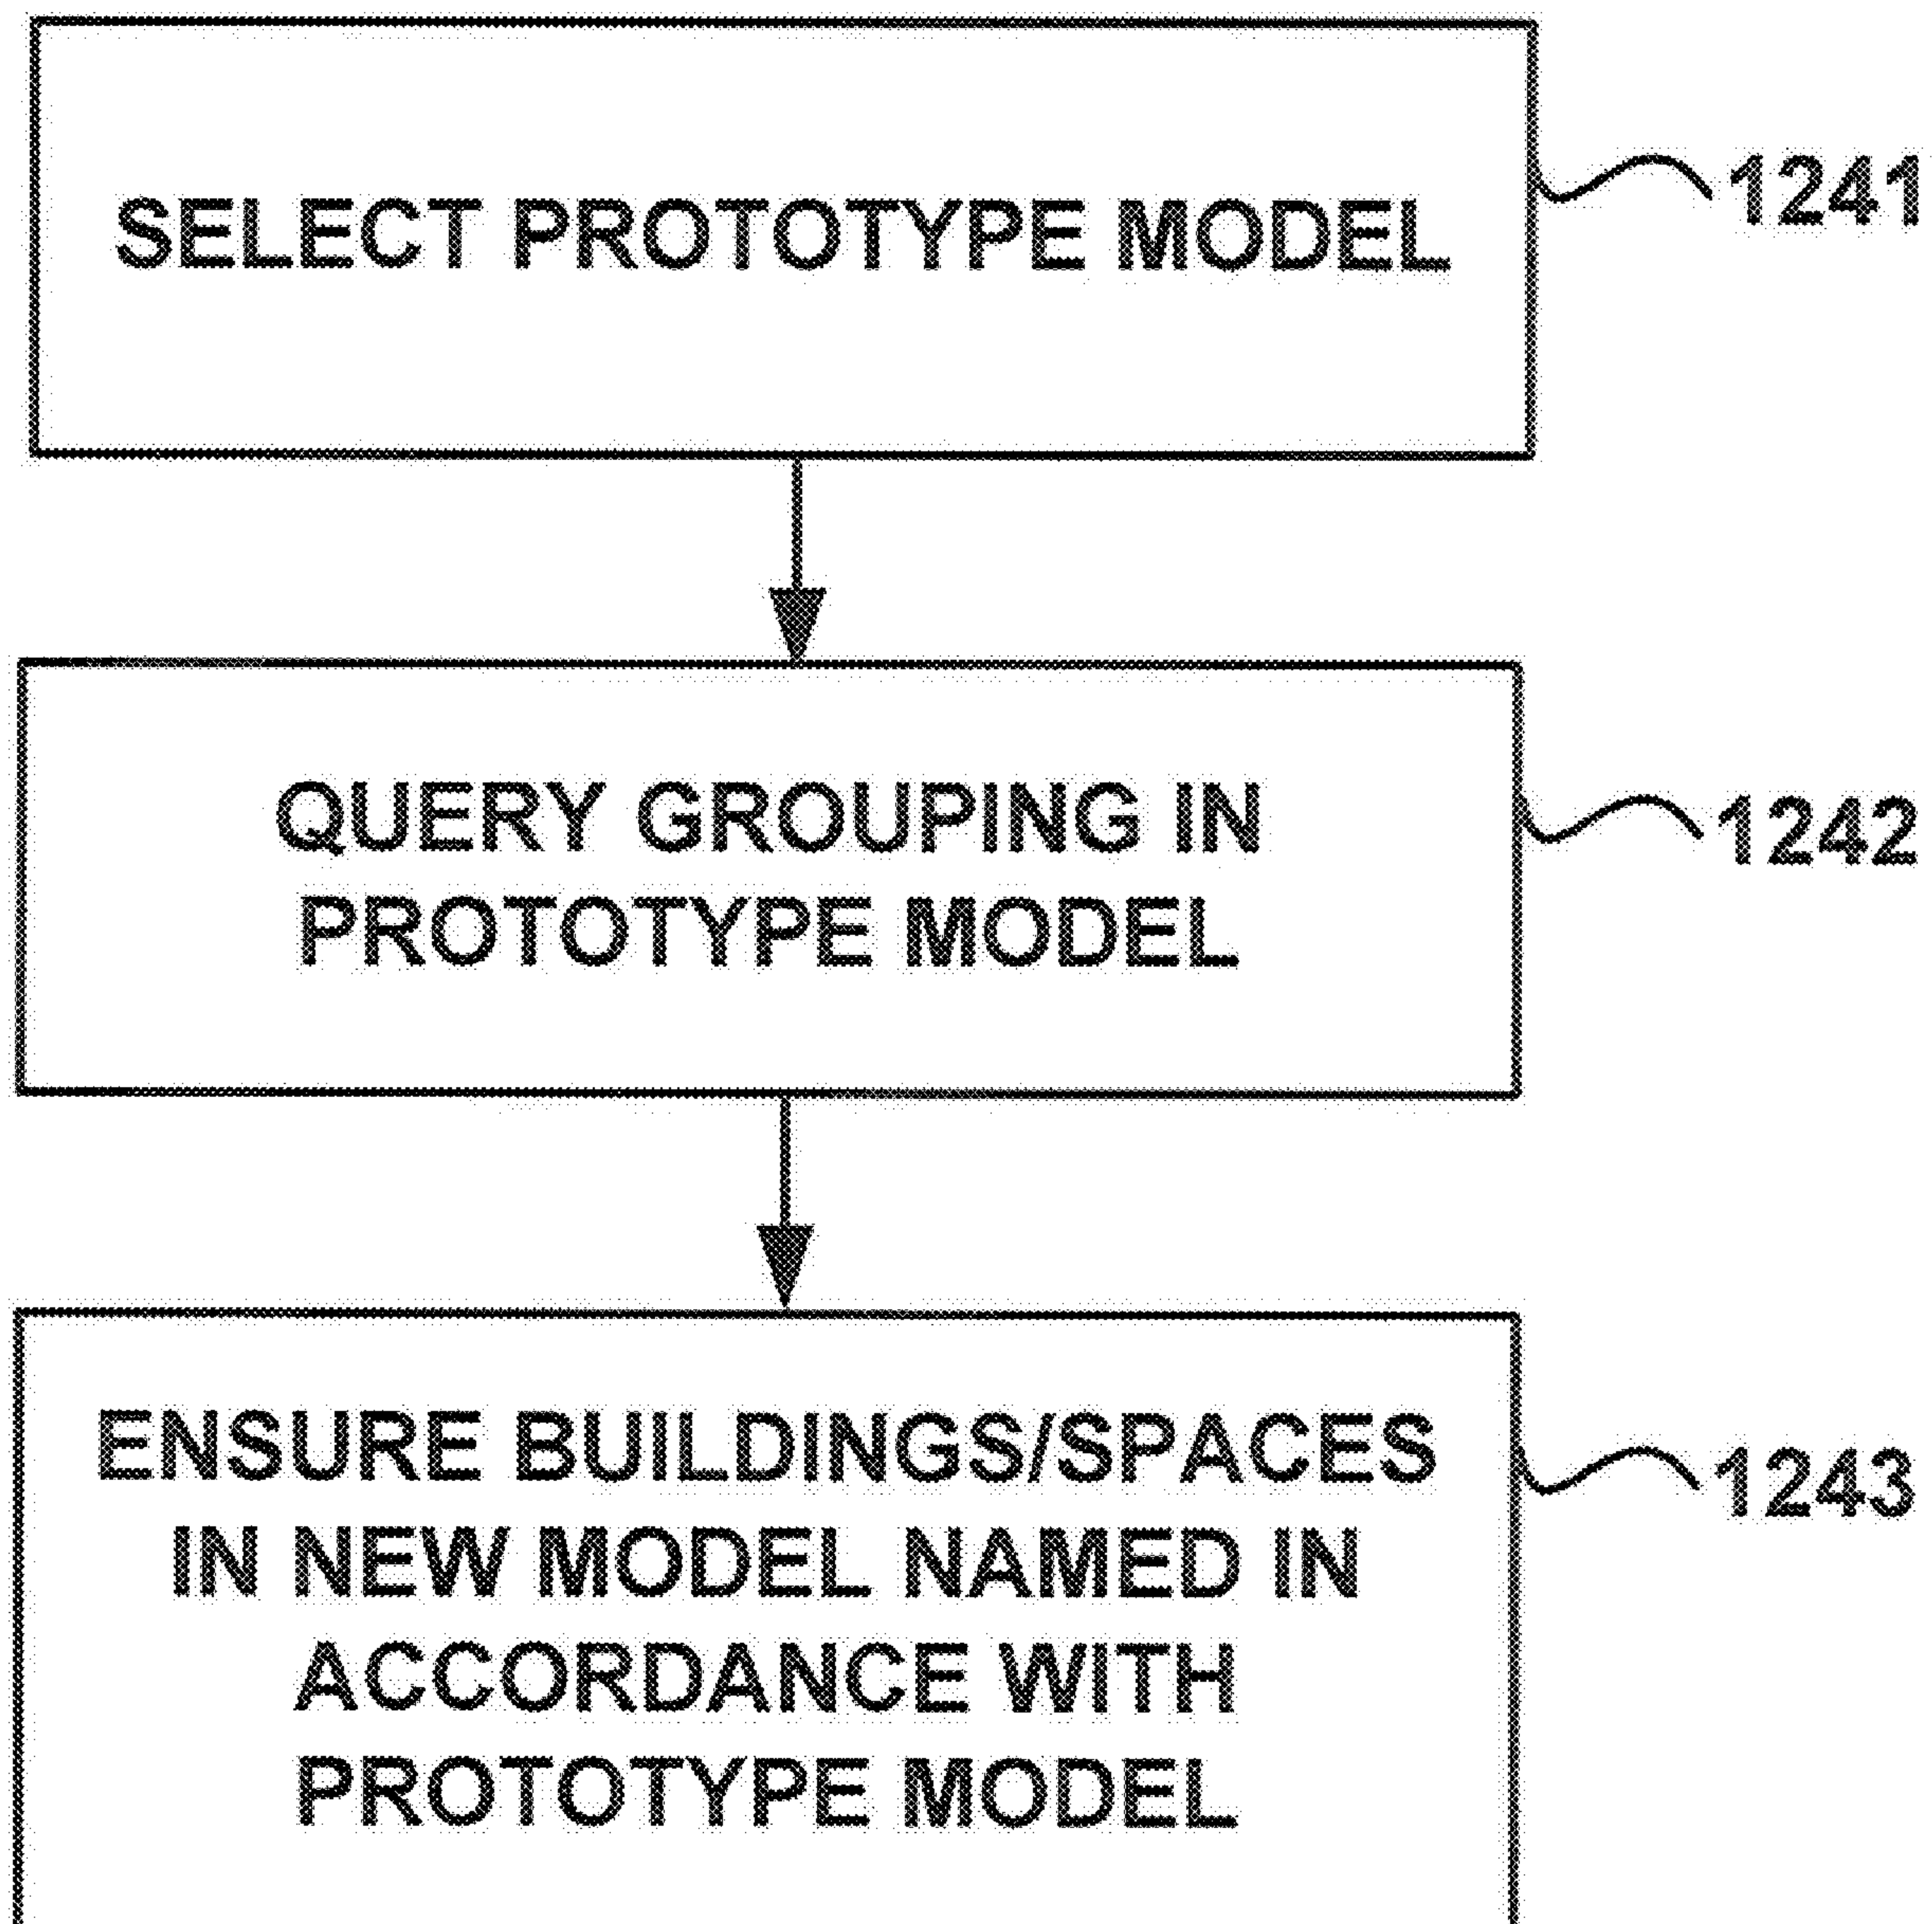 SELECT PROTOTYPE MODEL
1241
QUERY GROUPING IN
PROTOTYPE MODEL
1242
ENSURE BUILDINGS/SPACES
IN NEW MODEL NAMED IN
ACCORDANCE WITH
PROTOTYPE MODEL
1243